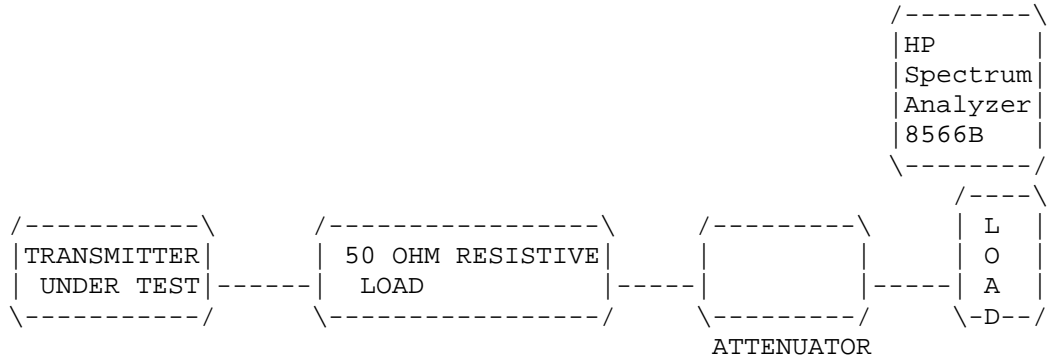 HP
Spectrum
Analyzer
8566B
TRANSMITTER
UNDER TEST
50 OHM RESISTIVE
LOAD
ATTENUATOR
L
O
A
D